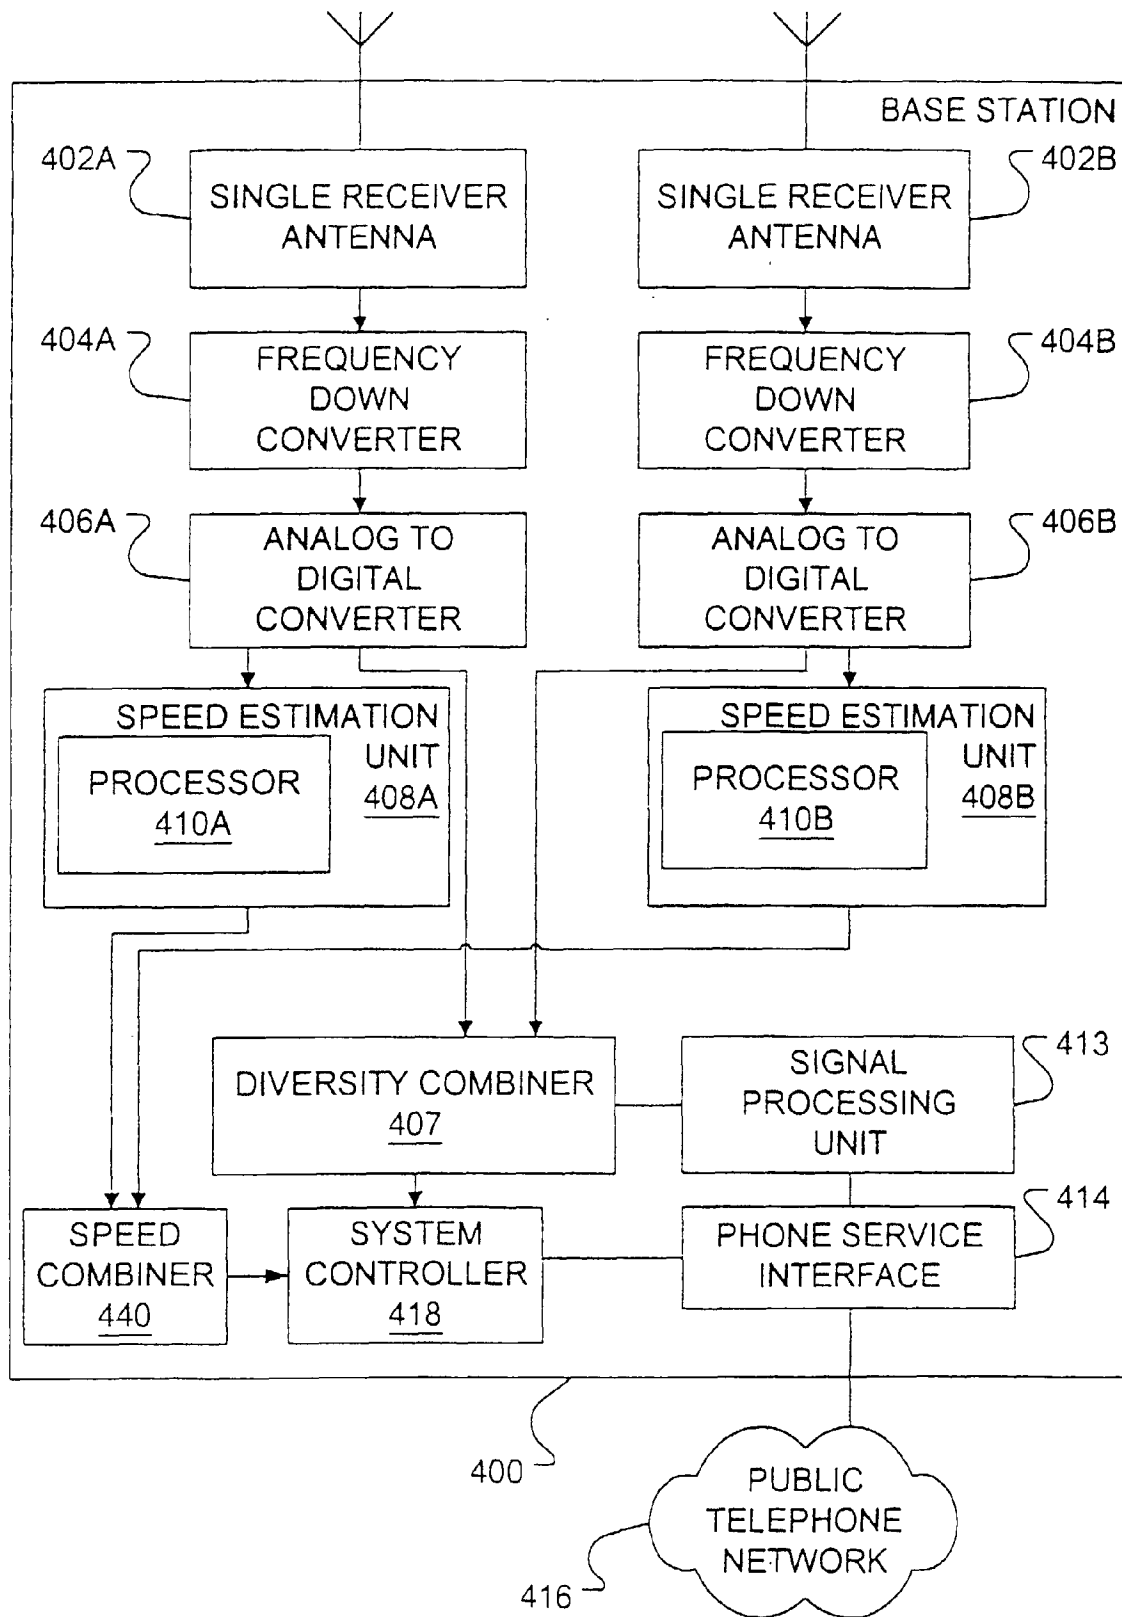 BASE STATION
402A
SINGLE RECEIVER
ANTENNA
SINGLE RECEIVER
ANTENNA
402B
404A
FREQUENCY
DOWN
CONVERTER
FREQUENCY
DOWN
CONVERTER
404B
406A
ANALOG TO
DIGITAL
CONVERTER
ANALOG TO
DIGITAL
CONVERTER
406B
SPEED ESTIMATION
UNIT
408A
PROCESSOR
410A
SPEED ESTIMATION
UNIT
408B
PROCESSOR
410B
DIVERSITY COMBINER
407
SIGNAL
PROCESSING
UNIT
413
SPEED
COMBINER
440
SYSTEM
CONTROLLER
418
PHONE SERVICE
INTERFACE
414
400
PUBLIC
TELEPHONE
NETWORK
416